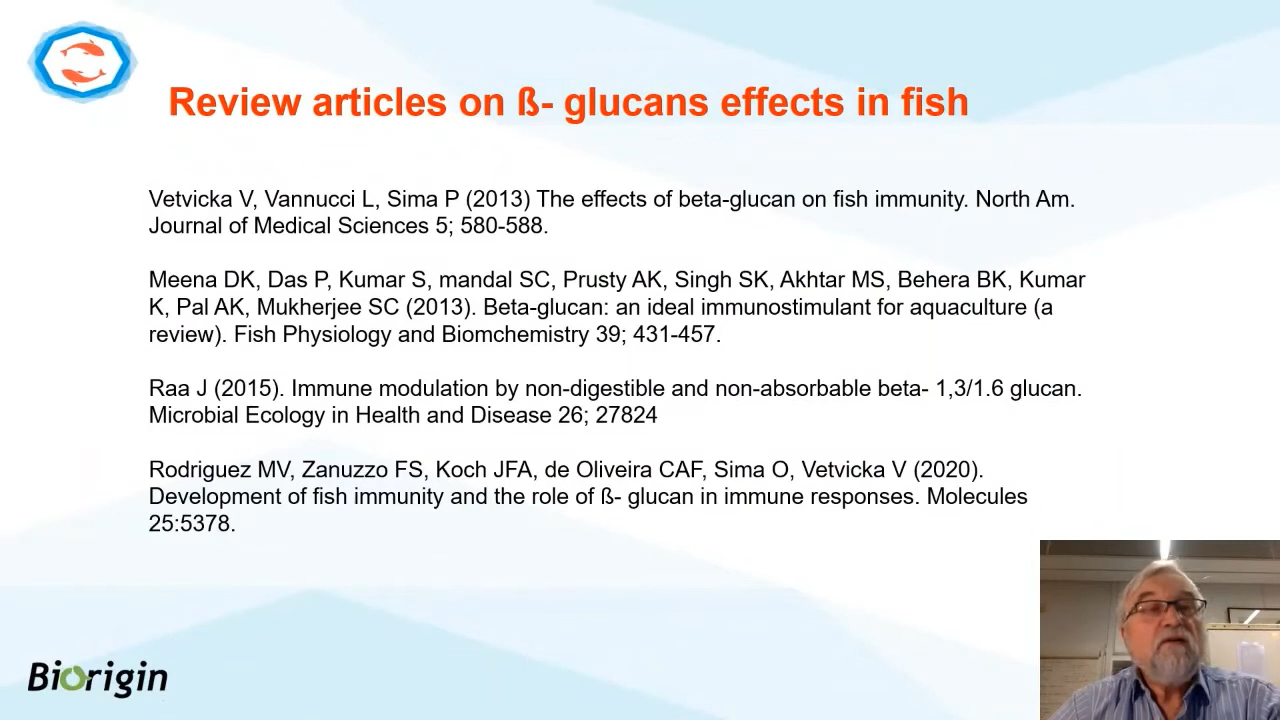 Review articles on ß- glucans effects in fish
Vetvicka V, Vannucci L, Sima P (2013) The effects of beta-glucan on fish immunity. North Am.
Journal of Medical Sciences 5; 580-588.
Meena DK, Das P, Kumar S, mandal SC, Prusty AK, Singh SK, Akhtar MS, Behera BK, Kumar
K, Pal AK, Mukherjee SC (2013). Beta-glucan: an ideal immunostimulant for aquaculture (a
review). Fish Physiology and Biomchemistry 39; 431-457.
Raa J (2015). Immune modulation by non-digestible and non-absorbable beta- 1,3/1.6 glucan.
Microbial Ecology in Health and Disease 26; 27824
Rodriguez MV, Zanuzzo FS, Koch JFA, de Oliveira CAF, Sima O, Vetvicka V (2020).
Development of fish immunity and the role of ß- glucan in immune responses. Molecules
25:5378.
Biorigin